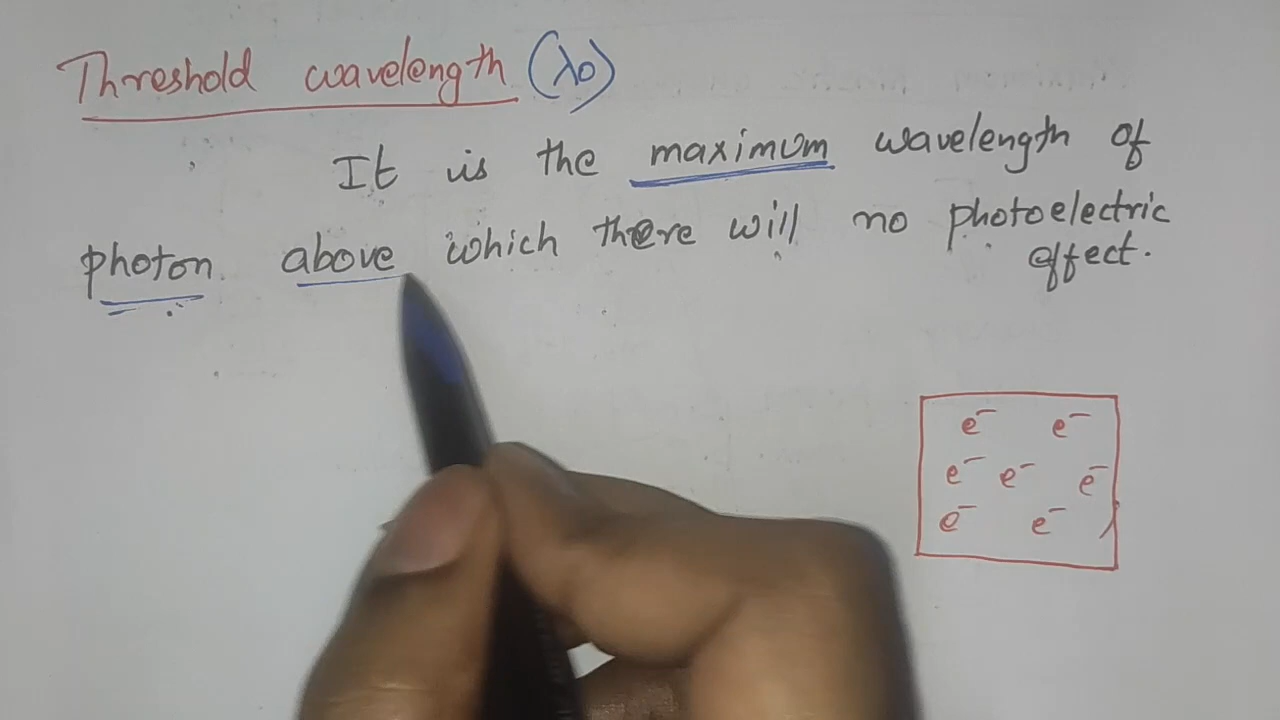 Threshold wavelength (λ0)
It is the maximum wavelength of
photon above which there will no photoelectric
effect.
e⁻ e⁻
e⁻ e⁻ e⁻
e⁻ e⁻